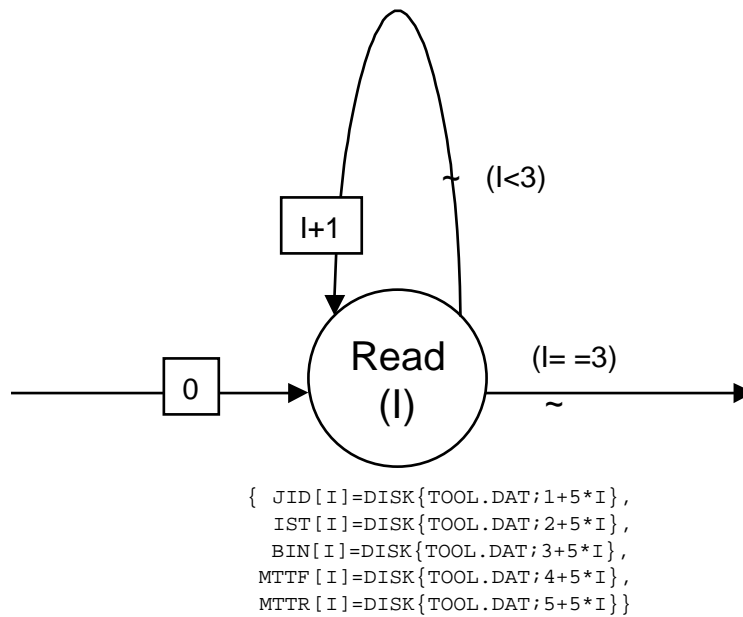 ~ (I<3)
I+1
Read
(I)
0
(I= =3)
~
{ JID[I]=DISK{TOOL.DAT;1+5*I},
IST[I]=DISK{TOOL.DAT;2+5*I},
BIN[I]=DISK{TOOL.DAT;3+5*I},
MTTF[I]=DISK{TOOL.DAT;4+5*I},
MTTR[I]=DISK{TOOL.DAT;5+5*I}}